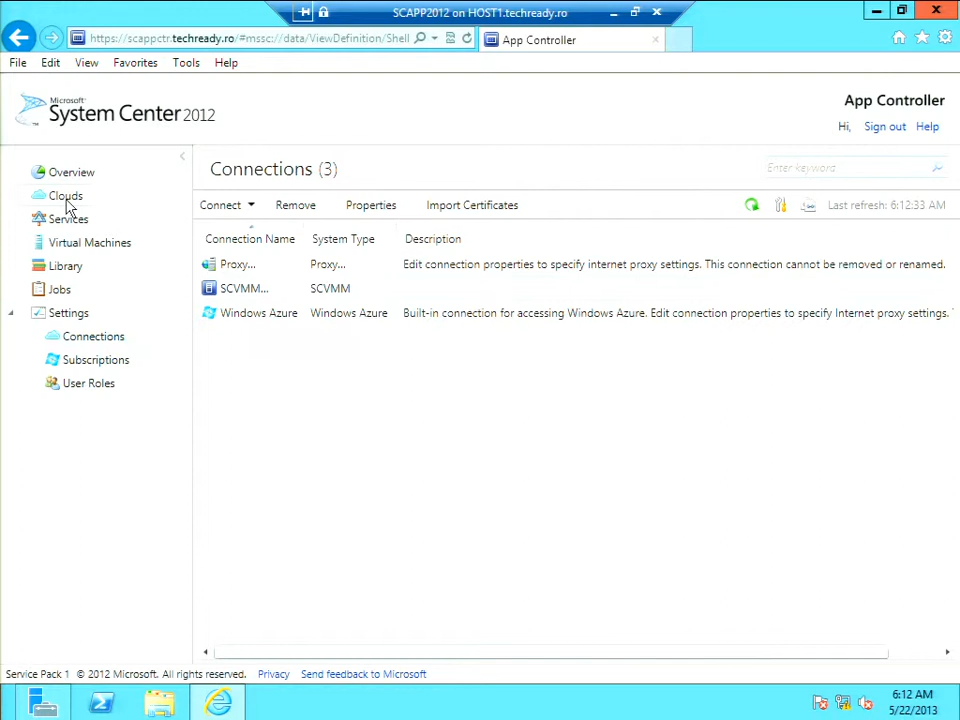 SCAPP2012 on HOST1.techready.ro
https://scappctr.techready.ro/#mssc://data/ViewDefinition/Shell
App Controller
File Edit View Favorites Tools Help
Microsoft
System Center 2012
App Controller
Hi, Sign out Help
Overview
Clouds
Services
Virtual Machines
Library
Jobs
Settings
Connections
Subscriptions
User Roles
Connections (3)
Enter keyword
Connect Remove Properties Import Certificates
Last refresh: 6:12:33 AM
Connection Name System Type Description
Proxy... Proxy... Edit connection properties to specify internet proxy settings. This connection cannot be removed or renamed.
SCVMM... SCVMM
Windows Azure Windows Azure Built-in connection for accessing Windows Azure. Edit connection properties to specify Internet proxy settings.
Service Pack 1 © 2012 Microsoft. All rights reserved. Privacy Send feedback to Microsoft
6:12 AM
5/22/2013